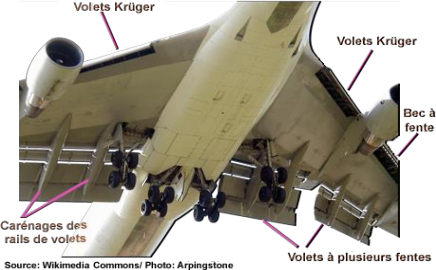 Volets Krüger
Volets Krüger
Bec à
fente
Carénages des
rails de volets
Volets à plusieurs fentes
Source: Wikimedia Commons/ Photo: Arpingstone